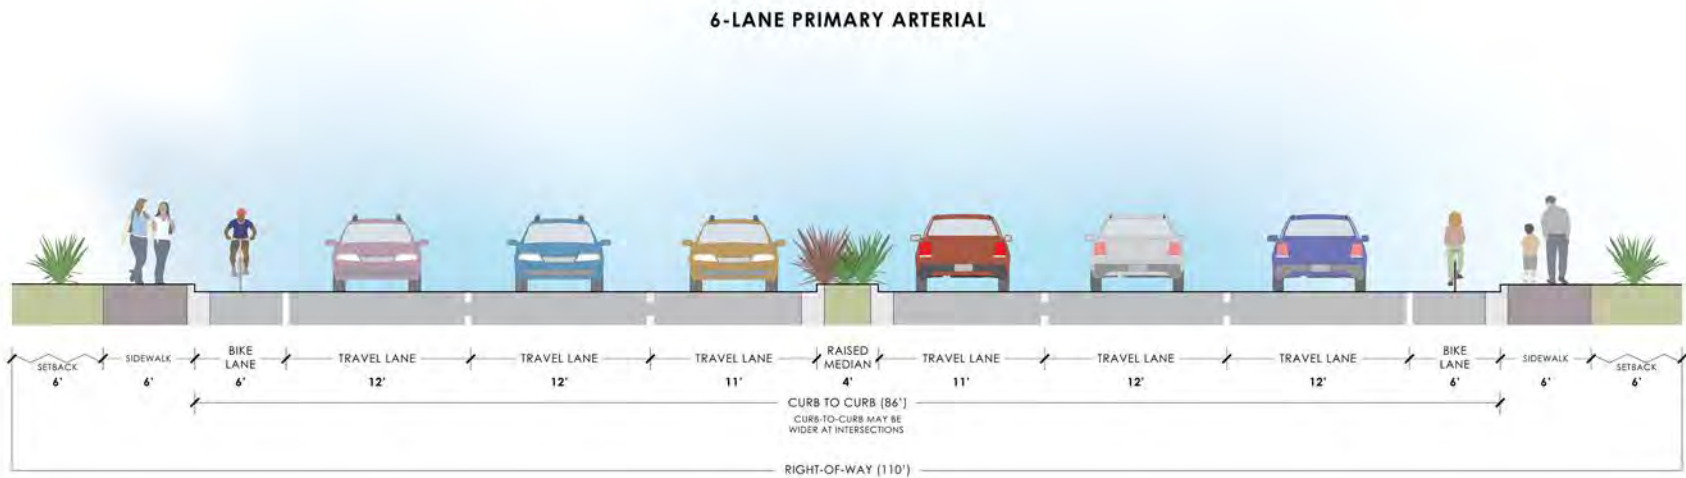 6-LANE PRIMARY ARTERIAL
SETBACK
6'
SIDEWALK
6'
BIKE
LANE
6'
TRAVEL LANE
12'
TRAVEL LANE
12'
TRAVEL LANE
11'
RAISED
MEDIAN
4'
TRAVEL LANE
11'
TRAVEL LANE
12'
TRAVEL LANE
12'
BIKE
LANE
6'
SIDEWALK
6'
SETBACK
6'
CURB TO CURB (86')
CURB-TO-CURB MAY BE
WIDER AT INTERSECTIONS
RIGHT-OF-WAY (110')